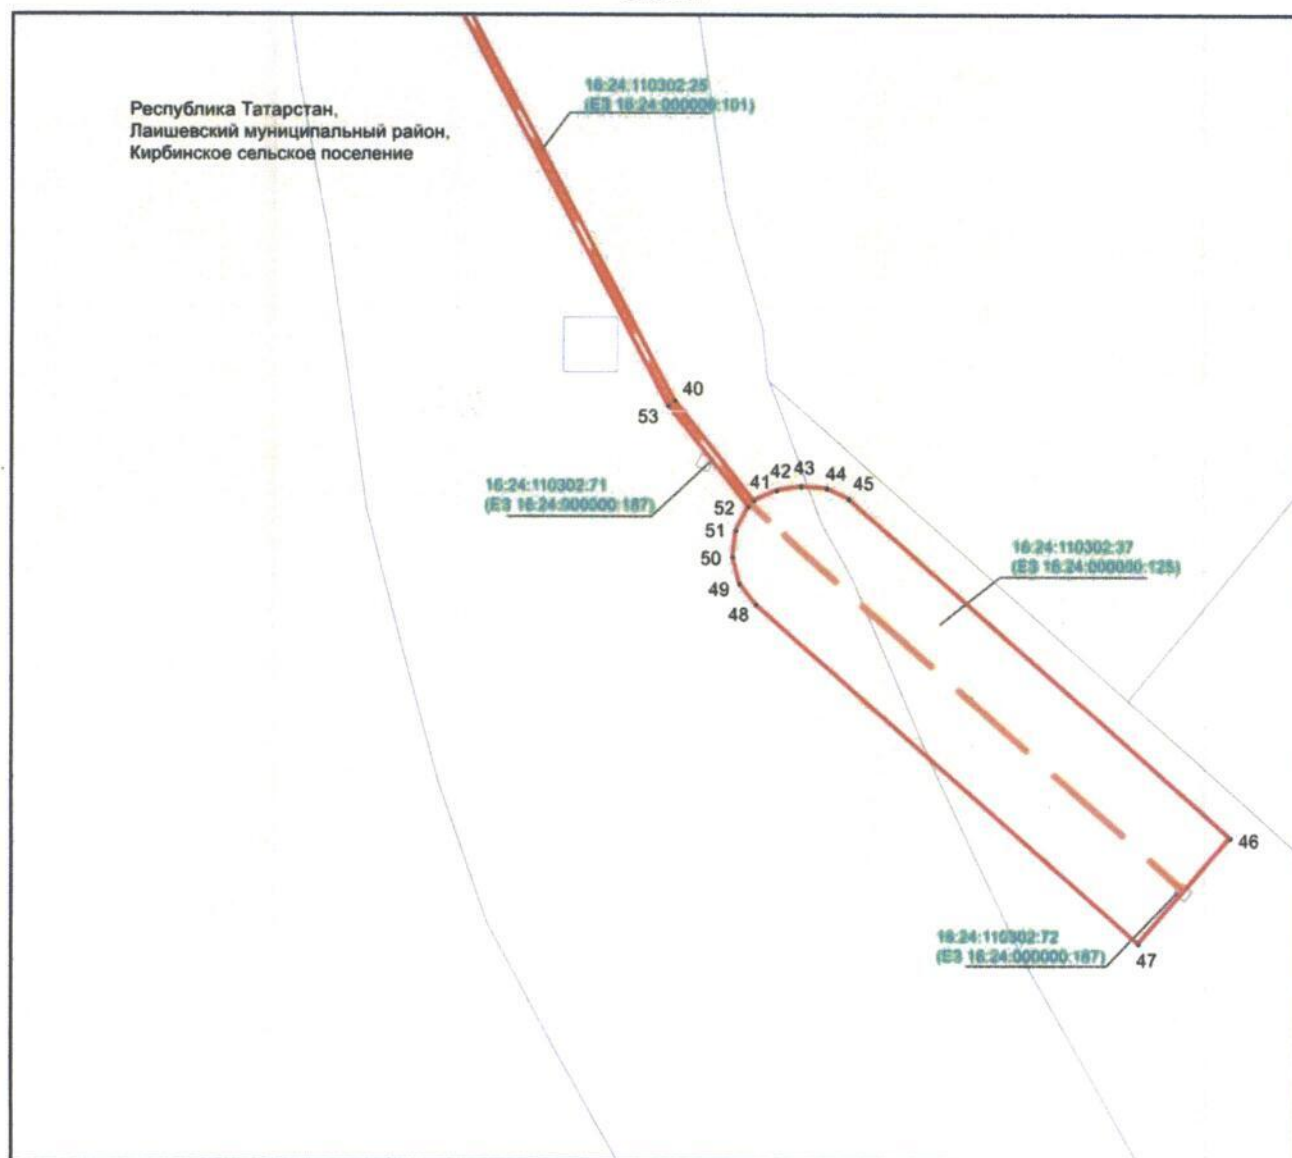 16:24:110302:25
(ЕЗ 16:24:000000:101)
Республика Татарстан,
Лаишевский муниципальный район,
Кирбинское сельское поселение
40
53
16:24:110302:71
(ЕЗ 16:24:000000:187)
41
42
43
44
45
52
51
50
49
48
16:24:110302:37
(ЕЗ 16:24:000000:125)
46
16:24:110302:72
(ЕЗ 16:24:000000:187)
47